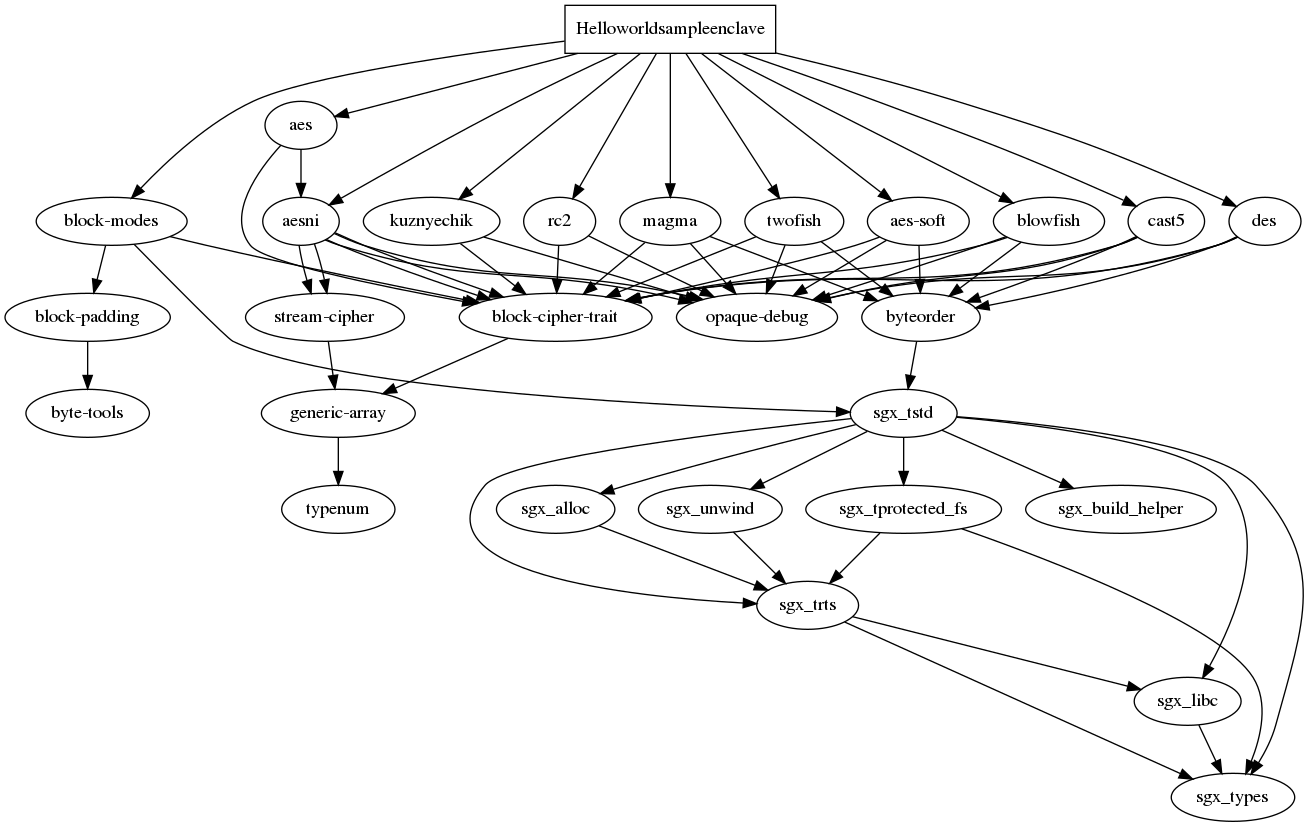 Helloworldsampleenclave
aes
block-modes
aesni
kuznyechik
rc2
magma
twofish
aes-soft
blowfish
cast5
des
block-padding
stream-cipher
block-cipher-trait
opaque-debug
byteorder
byte-tools
generic-array
sgx_tstd
typenum
sgx_alloc
sgx_unwind
sgx_tprotected_fs
sgx_build_helper
sgx_trts
sgx_libc
sgx_types